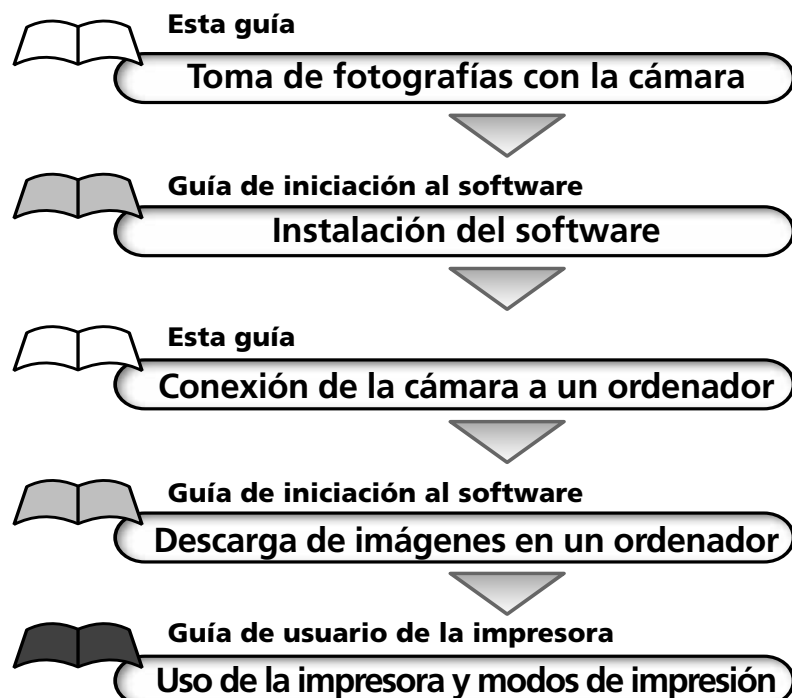 Esta guía
Toma de fotografías con la cámara
Guía de iniciación al software
Instalación del software
Esta guía
Conexión de la cámara a un ordenador
Guía de iniciación al software
Descarga de imágenes en un ordenador
Guía de usuario de la impresora
Uso de la impresora y modos de impresión